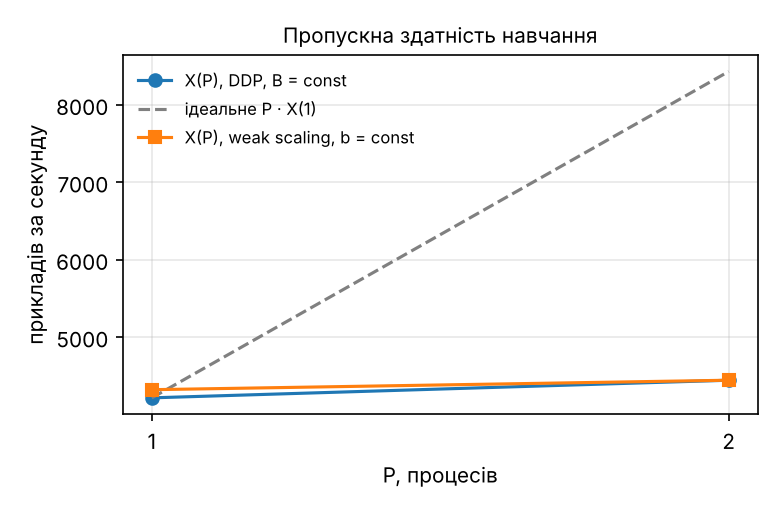 Пропускна здатність навчання
X(P), DDP, B = const
ідеальне P · X(1)
X(P), weak scaling, b = const
прикладів за секунду
8000
7000
6000
5000
1
2
P, процесів